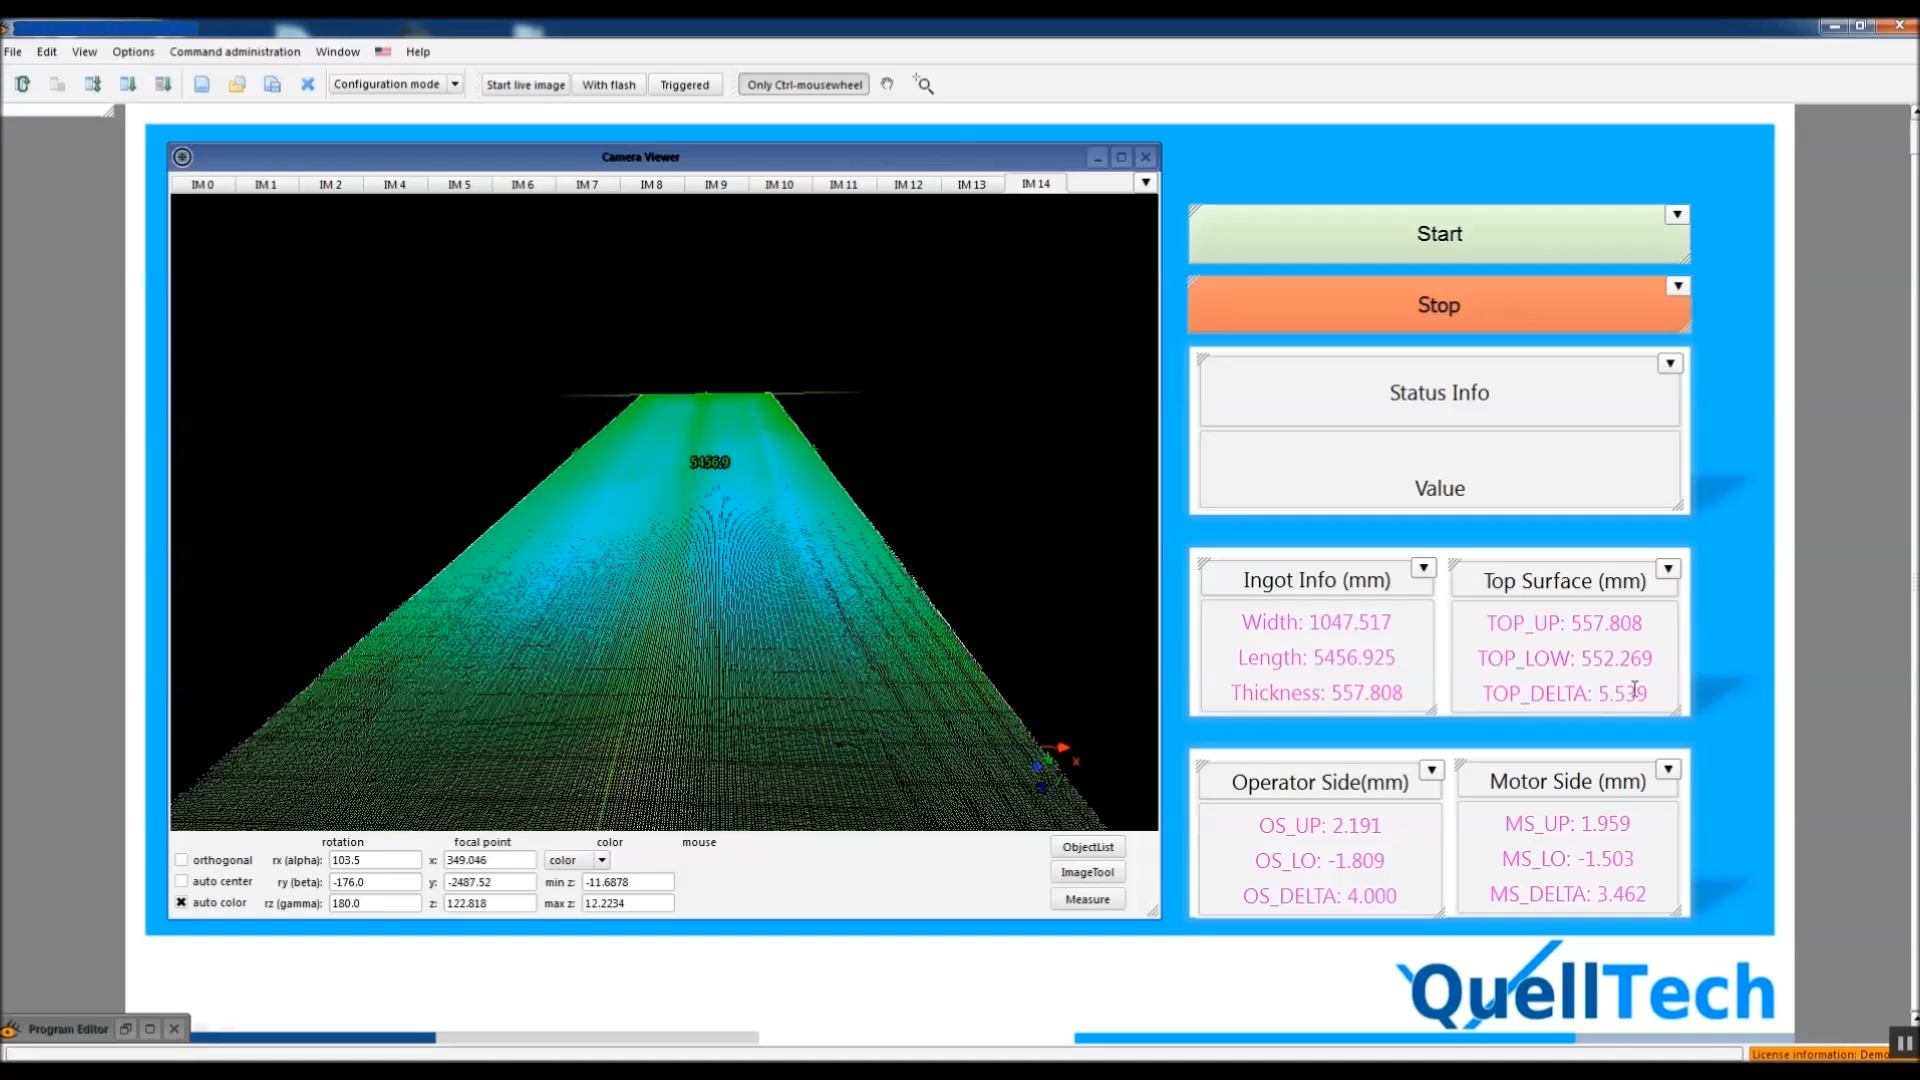 File Edit View Options Command administration Window Help
Configuration mode Start live image With flash Triggered Only Ctrl-mousewheel
Camera Viewer
IM 0 IM 1 IM 2 IM 4 IM 5 IM 6 IM 7 IM 8 IM 9 IM 10 IM 11 IM 12 IM 13 IM 14
5456.9
x
rotation focal point color mouse
orthogonal rx (alpha): 103.5 x: 349.046 color
auto center ry (beta): -176.0 y: -2487.52 min z: -11.6878
auto color rz (gamma): 180.0 z: 122.818 max z: 12.2234
ObjectList
ImageTool
Measure
Start
Stop
Status Info
Value
Ingot Info (mm)
Width: 1047.517
Length: 5456.925
Thickness: 557.808
Top Surface (mm)
TOP_UP: 557.808
TOP_LOW: 552.269
TOP_DELTA: 5.539
Operator Side(mm)
OS_UP: 2.191
OS_LO: -1.809
OS_DELTA: 4.000
Motor Side (mm)
MS_UP: 1.959
MS_LO: -1.503
MS_DELTA: 3.462
QuellTech
Program Editor
License information: Demo